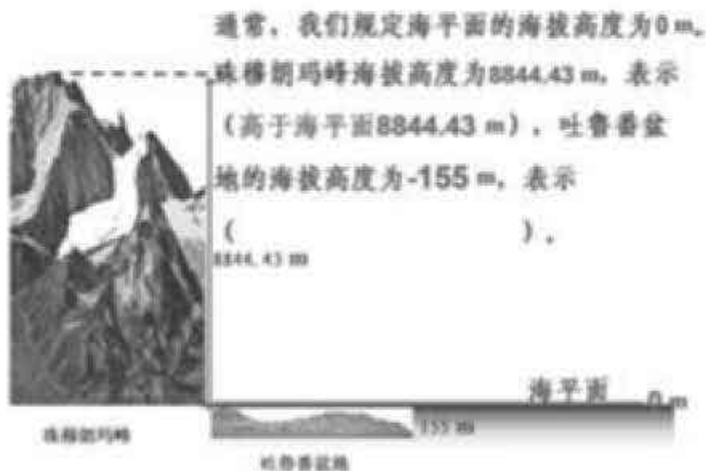 通常，我们规定海平面的海拔高度为0 m。
珠穆朗玛峰海拔高度为8844.43 m，表示
（高于海平面8844.43 m），吐鲁番盆
地的海拔高度为-155 m，表示
（ ）。
8844.43 m
海平面 0 m
珠穆朗玛峰
155 m
吐鲁番盆地